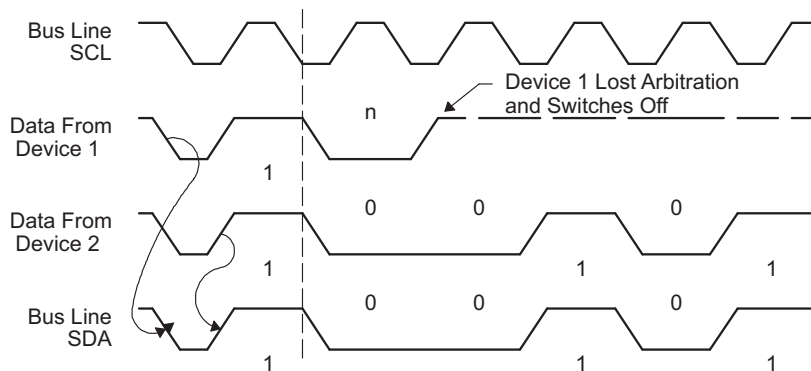 Bus Line
SCL
Device 1 Lost Arbitration
and Switches Off
n
Data From
Device 1
1
0 0 0
Data From
Device 2
1 1 1
0 0 0
Bus Line
SDA
1 1 1